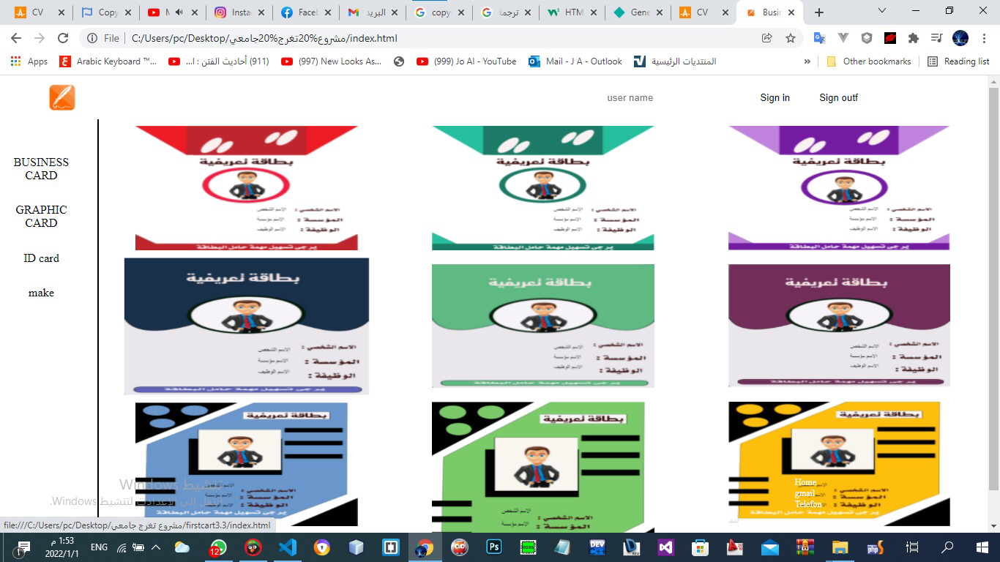 CV
Copy
M
Insta
Facel
البريد
copy
ترجمة
HTM
Gene
CV
Busir
File
C:/Users/pc/Desktop/مشروع%20تغرج%20جامعي/index.html
Apps
Arabic Keyboard ™...
(911) أحاديث الفتن : ا...
(997) New Looks As...
(999) Jo Al - YouTube
Mail - J A - Outlook
المنتديات الرئيسية
»
Other bookmarks
Reading list
user name
Sign in
Sign outf
BUSINESS
CARD
GRAPHIC
CARD
ID card
make
بطاقة تعريفية
الاسم الشخصي : الاسم الشخص
المؤسسة : الاسم مؤسسة
الوظيفة : الاسم الوظيف
يرجى تسهيل مهمة حامل البطاقة
بطاقة تعريفية
الاسم الشخصي : الاسم الشخص
المؤسسة : الاسم مؤسسة
الوظيفة : الاسم الوظيف
يرجى تسهيل مهمة حامل البطاقة
بطاقة تعريفية
الاسم الشخصي : الاسم الشخص
المؤسسة : الاسم مؤسسة
الوظيفة : الاسم الوظيف
يرجى تسهيل مهمة حامل البطاقة
بطاقة تعريفية
الاسم الشخصي : الاسم الشخص
المؤسسة : الاسم مؤسسة
الوظيفة : الاسم الوظيف
يرجى تسهيل مهمة حامل البطاقة
بطاقة تعريفية
الاسم الشخصي : الاسم الشخص
المؤسسة : الاسم مؤسسة
الوظيفة : الاسم الوظيف
يرجى تسهيل مهمة حامل البطاقة
بطاقة تعريفية
الاسم الشخصي : الاسم الشخص
المؤسسة : الاسم مؤسسة
الوظيفة : الاسم الوظيف
يرجى تسهيل مهمة حامل البطاقة
بطاقة تعريفية
الاسم الشخصي :
المؤسسة :
الوظيفة :
يرجى تسهيل مهمة حامل البطاقة
بطاقة تعريفية
الاسم الشخصي : الاسم الشخص
المؤسسة : الاسم مؤسسة
بطاقة تعريفية
الاسم الشخصي :
المؤسسة :
الوظيفة :
يرجى تسهيل مهمة حامل البطاقة
Home
gmail
Telefon
تنشيط Windows
انتقل إلى الإعدادات لتنشيط Windows.
file:///C:/Users/pc/Desktop/مشروع تغرج جامعي/firstcartd8/index.html
1:53 م
2022/1/1
ENG
12
1